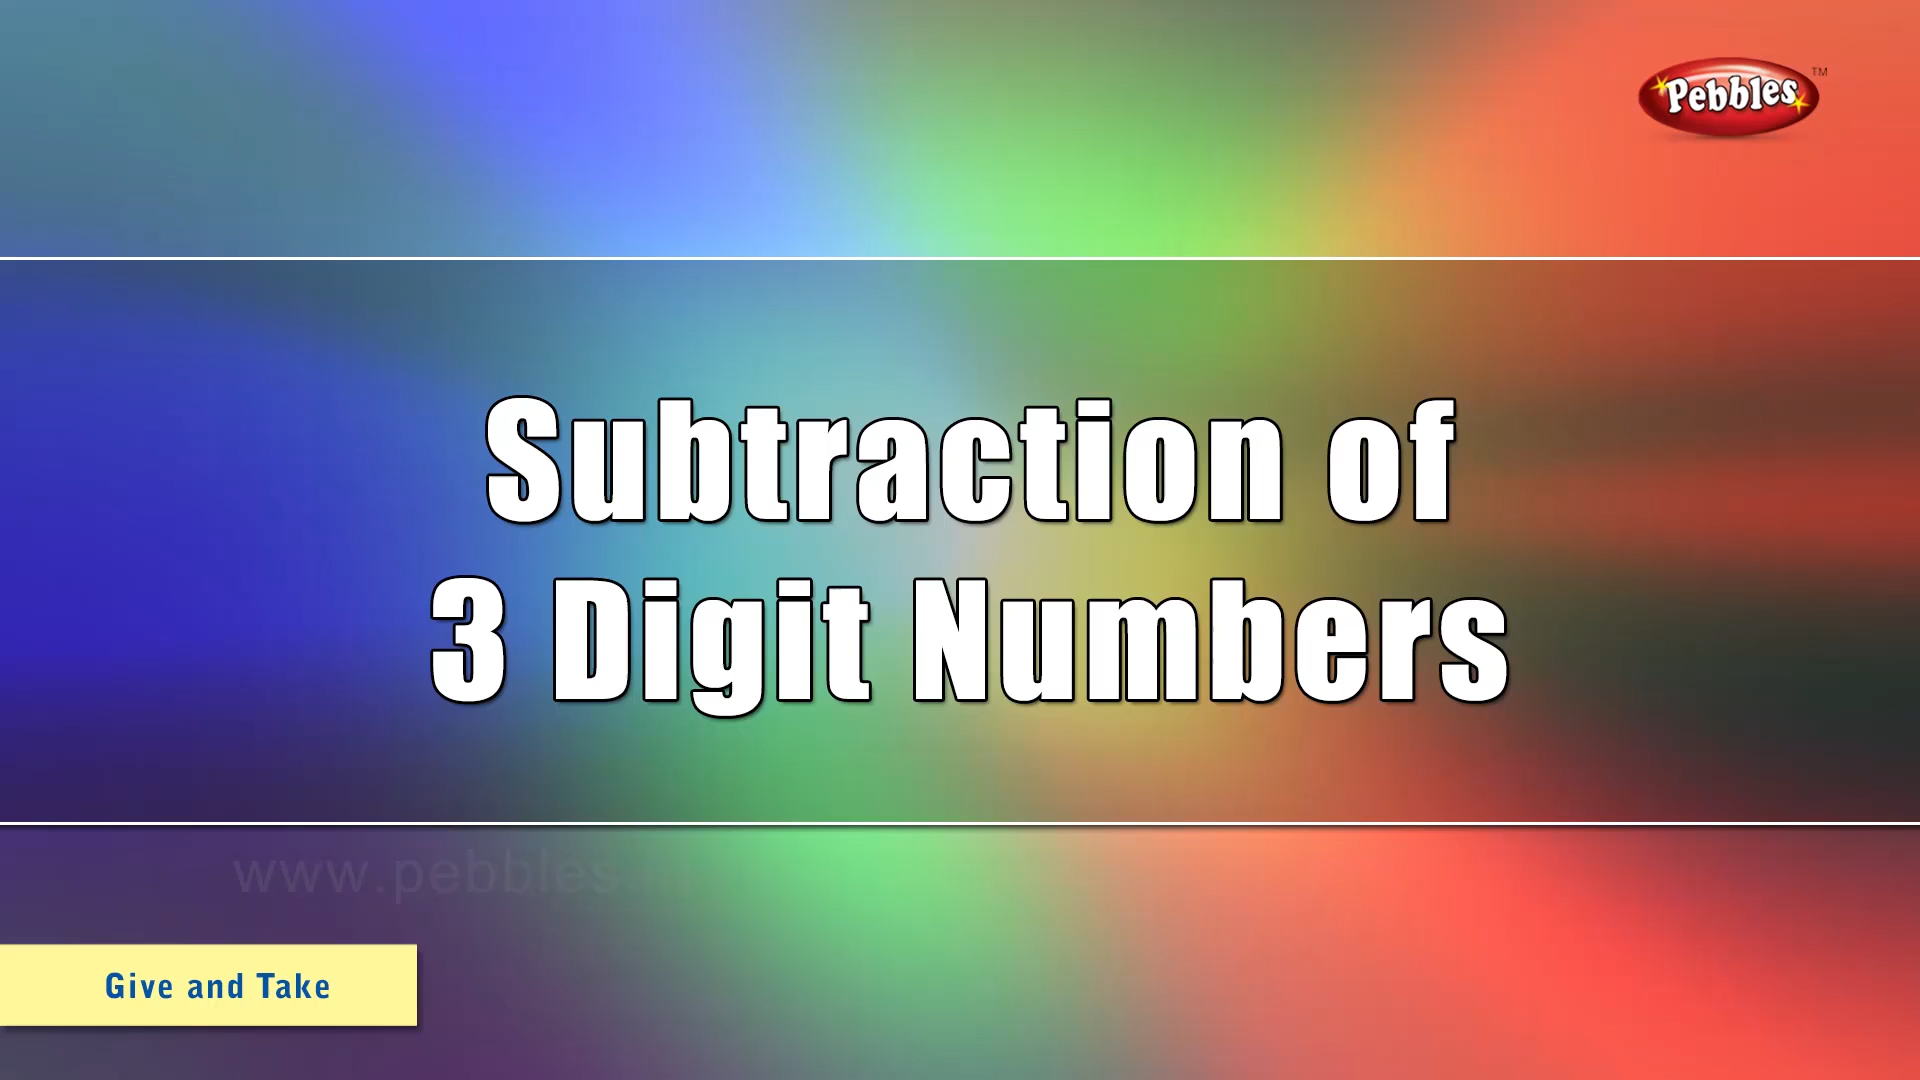 Pebbles TM
Subtraction of
3 Digit Numbers
www.pebbles.
Give and Take